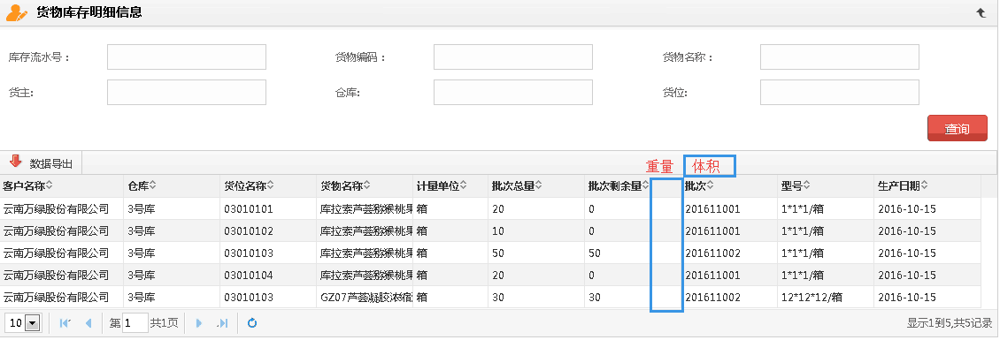 货物库存明细信息
库存流水号： 货物编码： 货物名称：
货主: 仓库: 货位:
查询
数据导出 重量 体积
客户名称 仓库 货位名称 货物名称 计量单位 批次总量 批次剩余量 批次 型号 生产日期
云南万绿股份有限公司 3号库 03010101 库拉索芦荟猕猴桃果 箱 20 0 201611001 1*1*1/箱 2016-10-15
云南万绿股份有限公司 3号库 03010102 库拉索芦荟猕猴桃果 箱 10 0 201611001 1*1*1/箱 2016-10-15
云南万绿股份有限公司 3号库 03010103 库拉索芦荟猕猴桃果 箱 50 50 201611002 1*1*1/箱 2016-10-15
云南万绿股份有限公司 3号库 03010104 库拉索芦荟猕猴桃果 箱 20 0 201611001 1*1*1/箱 2016-10-15
云南万绿股份有限公司 3号库 03010103 GZ07芦荟凝胶浓缩 箱 30 30 201611002 12*12*12/箱 2016-10-15
10 第 1 共1页 显示1到5,共5记录